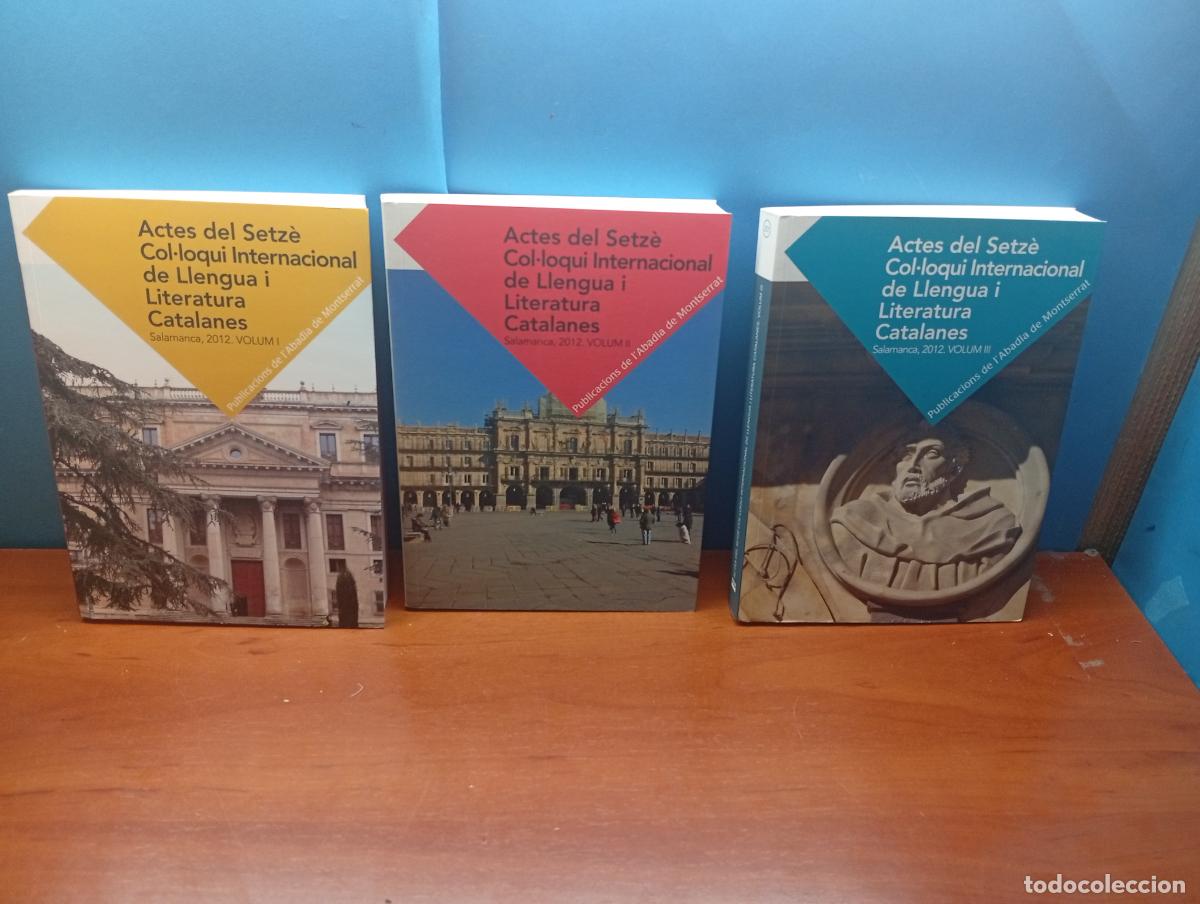 Actes del Setzè
Col·loqui Internacional
de Llengua i
Literatura
Catalanes
Salamanca, 2012. VOLUM I
Publicacions de l'Abadia de Montserrat
Actes del Setzè
Col·loqui Internacional
de Llengua i
Literatura
Catalanes
Salamanca, 2012. VOLUM II
Publicacions de l'Abadia de Montserrat
Actes del Setzè
Col·loqui Internacional
de Llengua i
Literatura
Catalanes
Salamanca, 2012. VOLUM III
Publicacions de l'Abadia de Montserrat
todocoleccion